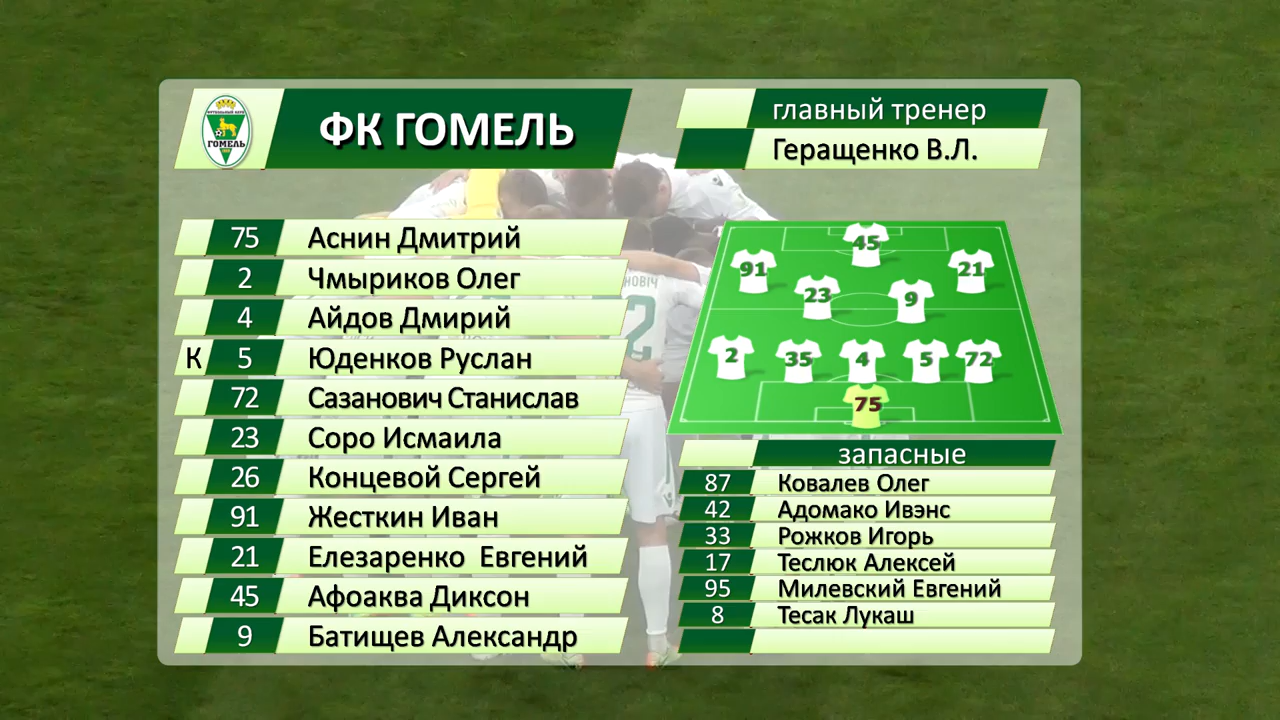 ФУТБОЛЬНЫЙ КЛУБ
ГОМЕЛЬ
ФК ГОМЕЛЬ
главный тренер
Геращенко В.Л.
75 Аснин Дмитрий
2 Чмыриков Олег
4 Айдов Дмирий
К 5 Юденков Руслан
72 Сазанович Станислав
23 Соро Исмаила
26 Концевой Сергей
91 Жесткин Иван
21 Елезаренко Евгений
45 Афоаква Диксон
9 Батищев Александр
45
91 21
23 9
2 35 4 5 72
75
запасные
87 Ковалев Олег
42 Адомако Ивэнс
33 Рожков Игорь
17 Теслюк Алексей
95 Милевский Евгений
8 Тесак Лукаш